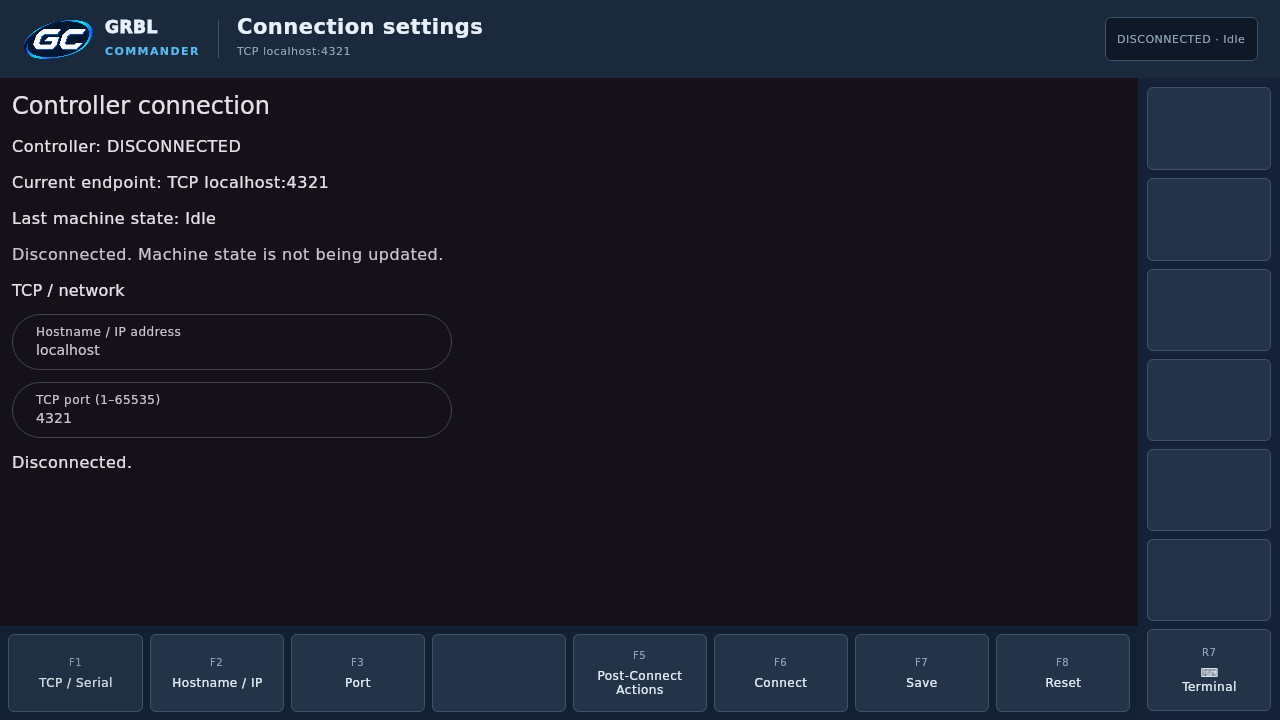 GC
GRBL
COMMANDER
Connection settings
TCP localhost:4321
DISCONNECTED · Idle
Controller connection
Controller: DISCONNECTED
Current endpoint: TCP localhost:4321
Last machine state: Idle
Disconnected. Machine state is not being updated.
TCP / network
Hostname / IP address
localhost
TCP port (1–65535)
4321
Disconnected.
F1
TCP / Serial
F2
Hostname / IP
F3
Port
F5
Post-Connect
Actions
F6
Connect
F7
Save
F8
Reset
R7
Terminal